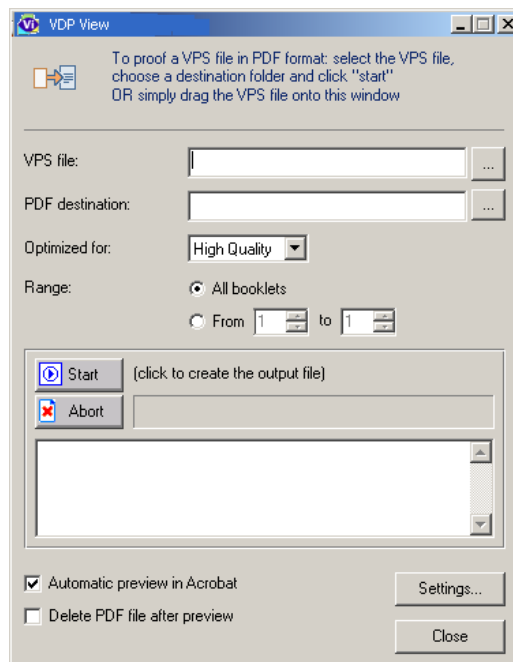 VDP View
To proof a VPS file in PDF format: select the VPS file,
choose a destination folder and click "start"
OR simply drag the VPS file onto this window
VPS file:
...
PDF destination:
...
Optimized for:
High Quality
Range:
All booklets
From 1 to 1
Start (click to create the output file)
Abort
Automatic preview in Acrobat
Settings...
Delete PDF file after preview
Close